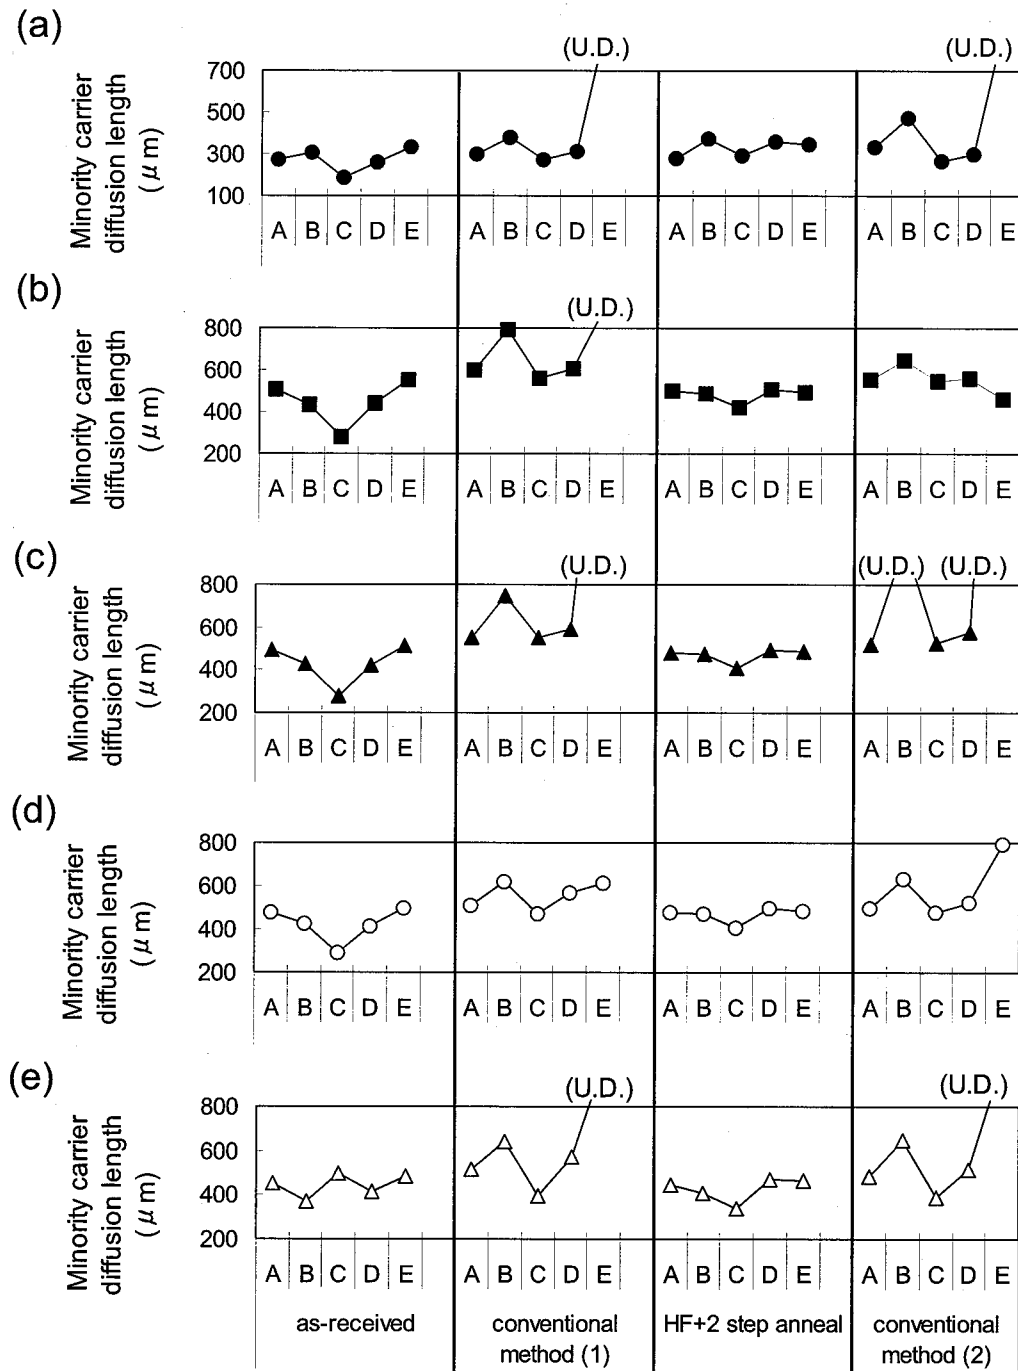 (a)
(U.D.) (U.D.)
Minority carrier
diffusion length
(μm)
700
500
300
100
A B C D E A B C D E A B C D E A B C D E
(b)
(U.D.)
Minority carrier
diffusion length
(μm)
800
600
400
200
A B C D E A B C D E A B C D E A B C D E
(c)
(U.D.) (U.D.) (U.D.)
Minority carrier
diffusion length
(μm)
800
600
400
200
A B C D E A B C D E A B C D E A B C D E
(d)
Minority carrier
diffusion length
(μm)
800
600
400
200
A B C D E A B C D E A B C D E A B C D E
(e)
(U.D.) (U.D.)
Minority carrier
diffusion length
(μm)
800
600
400
200
A B C D E A B C D E A B C D E A B C D E
as-received
conventional
method (1)
HF+2 step anneal
conventional
method (2)